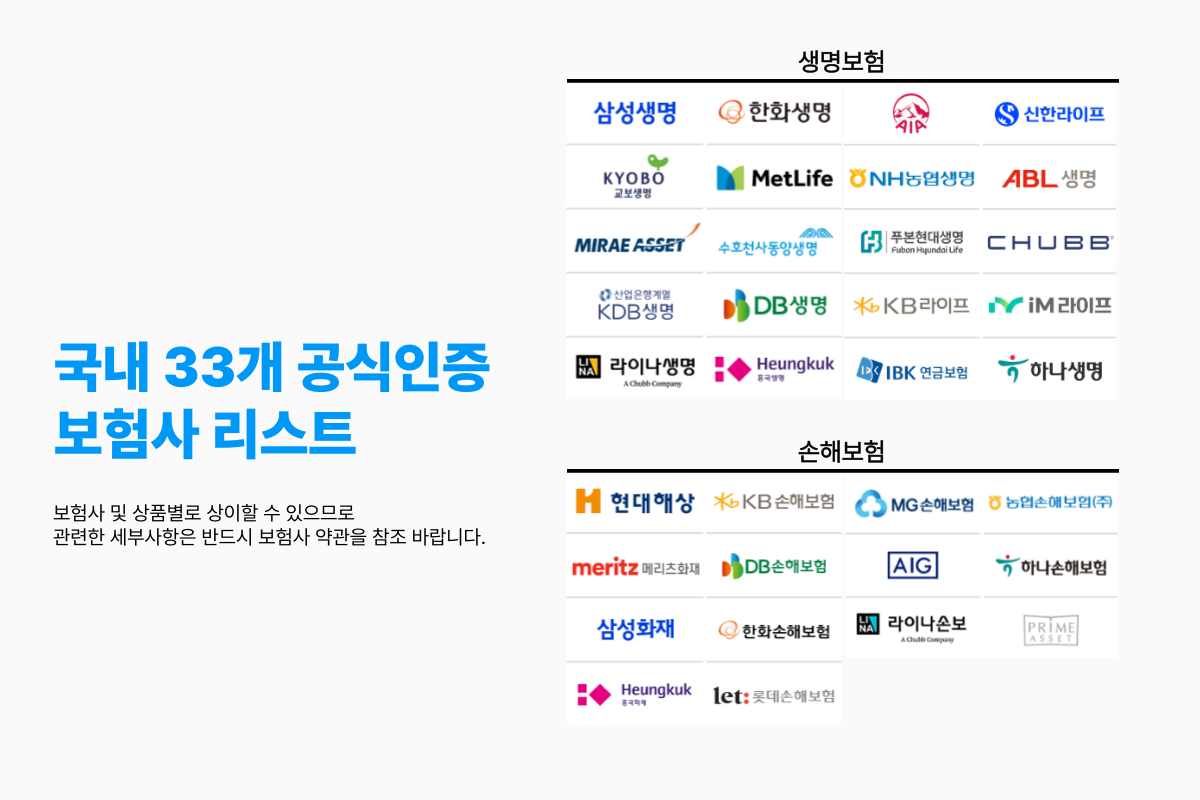 국내 33개 공식인증
보험사 리스트
보험사 및 상품별로 상이할 수 있으므로
관련한 세부사항은 반드시 보험사 약관을 참조 바랍니다.
생명보험
삼성생명
한화생명
AIA
신한라이프
KYOBO
교보생명
MetLife
NH농협생명
ABL생명
MIRAE ASSET
수호천사동양생명
푸본현대생명
Fubon Hyundai Life
CHUBB®
산업은행계열
KDB생명
DB생명
KB라이프
iM라이프
LINA
라이나생명
A Chubb Company
Heungkuk
흥국생명
IBK 연금보험
하나생명
손해보험
현대해상
KB손해보험
MG손해보험
농협손해보험(주)
meritz 메리츠화재
DB손해보험
AIG
하나손해보험
삼성화재
한화손해보험
LINA
라이나손보
A Chubb Company
PRIME
ASSET
Heungkuk
흥국화재
let: 롯데손해보험